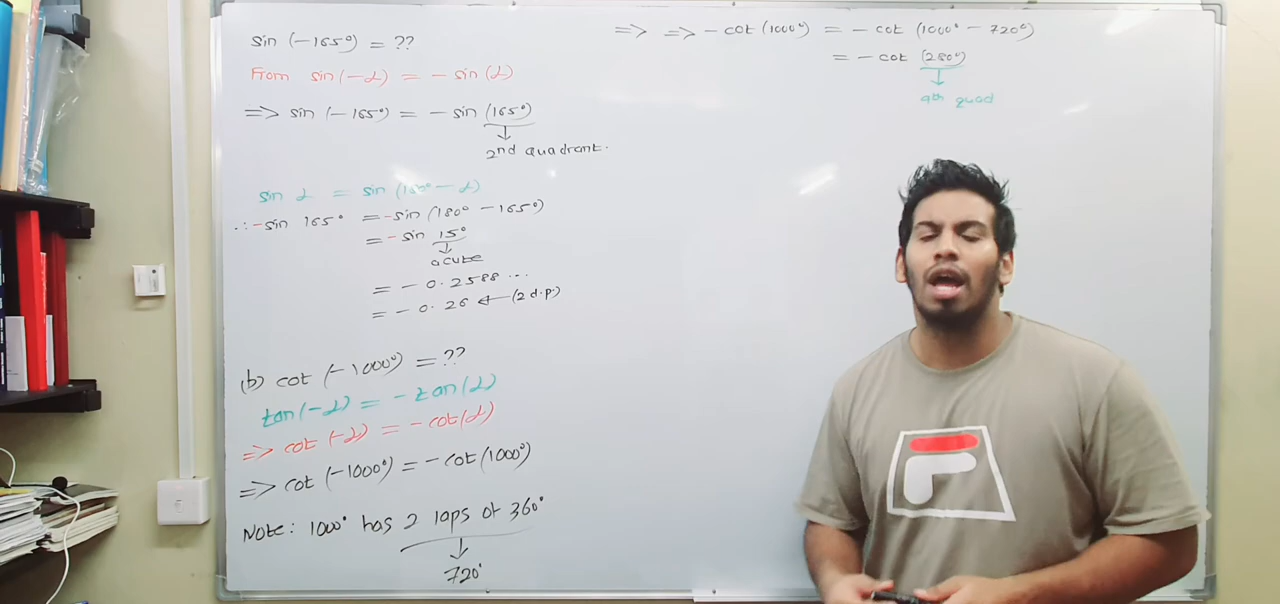 sin (-165°) = ??
From sin(-α) = - sin (α)
=> sin (-165°) = - sin (165°)
2nd quadrant.
sin α = sin (180° - α)
∴ -sin 165° = -sin (180° - 165°)
= - sin 15°
acute
= - 0.2588 ...
= - 0.26 ← (2 d.p.)
(b) cot (-1000°) = ??
tan(-α) = - tan(α)
=> cot (-α) = - cot(α)
=> cot (-1000°) = - cot (1000°)
Note: 1000° has 2 laps of 360°
720°
=> => - cot (1000°) = - cot (1000° - 720°)
= - cot (280°)
4th quad